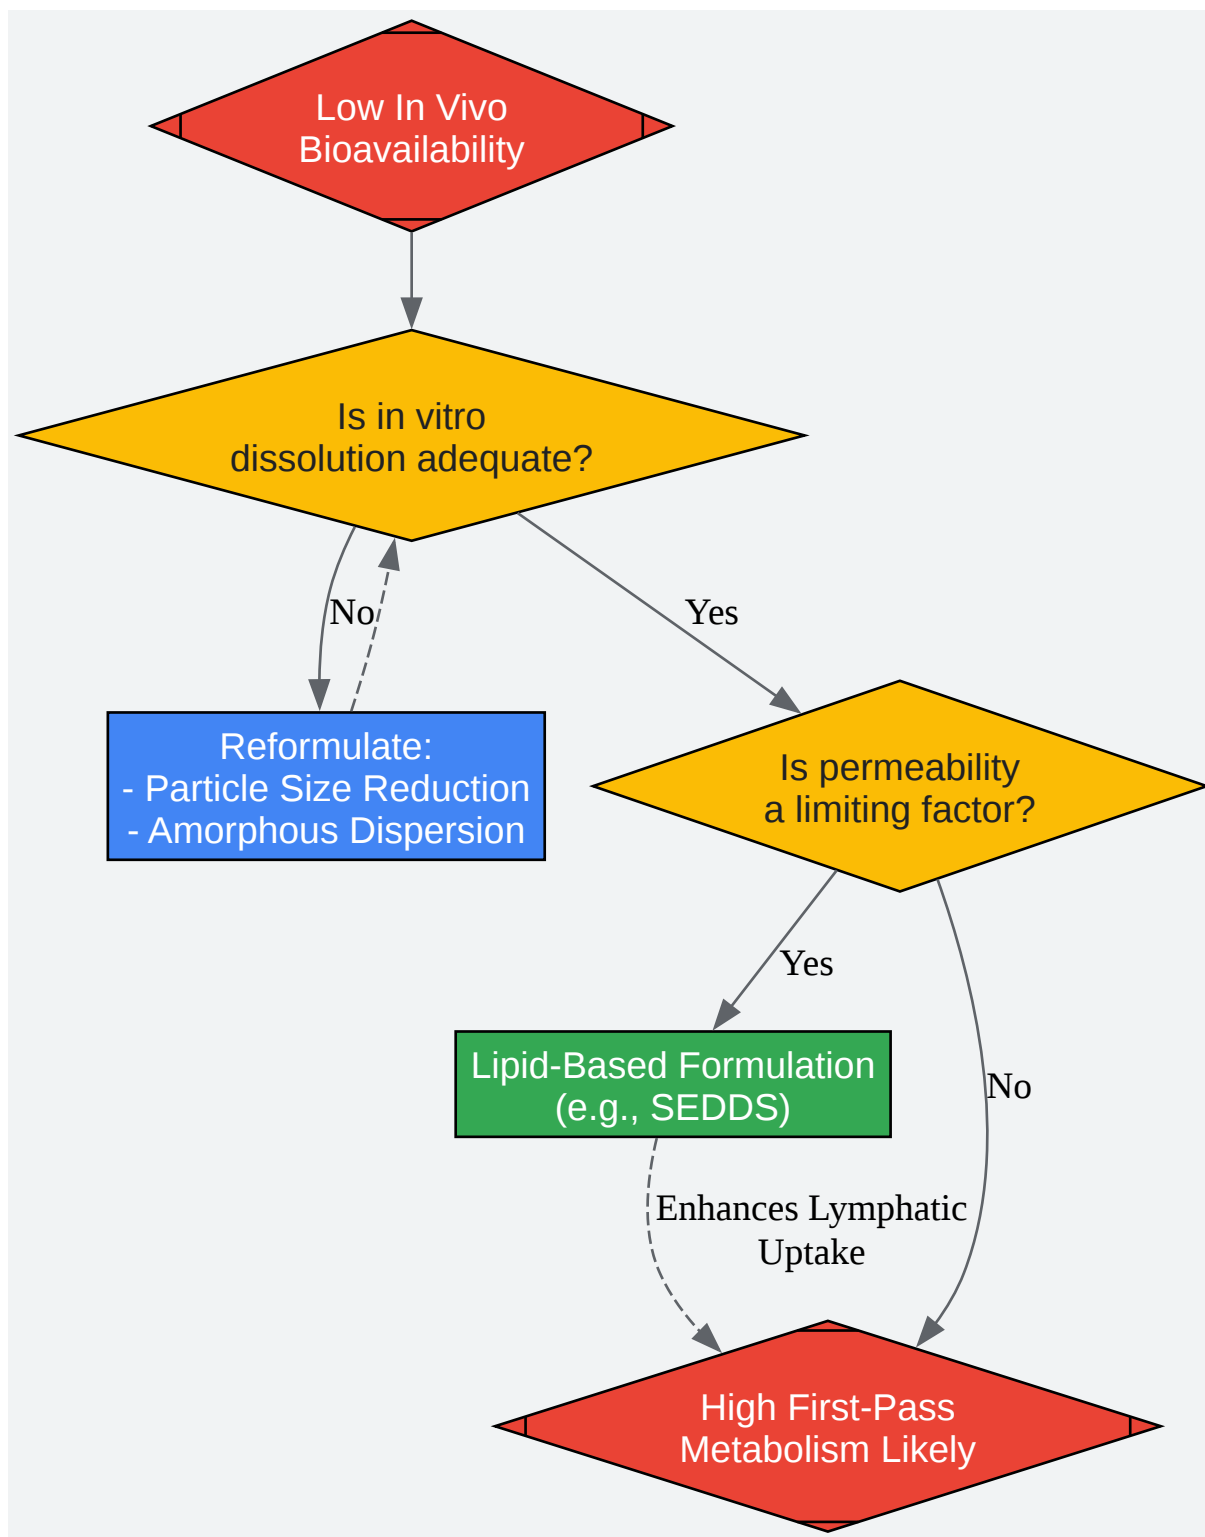 Low In Vivo
Bioavailability
Is in vitro
dissolution adequate?
No
Yes
Reformulate:
- Particle Size Reduction
- Amorphous Dispersion
Is permeability
a limiting factor?
Yes
Lipid-Based Formulation
(e.g., SEDDS)
No
Enhances Lymphatic
Uptake
High First-Pass
Metabolism Likely